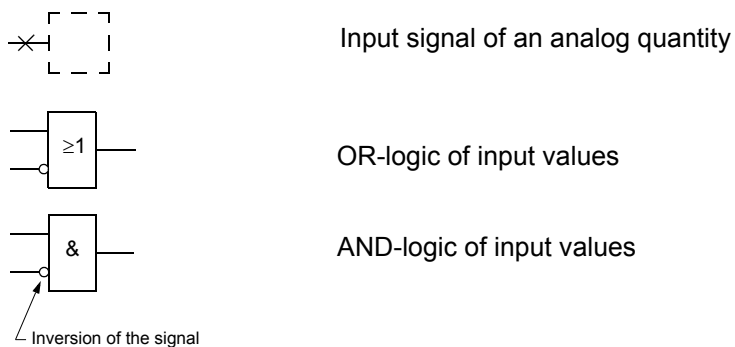 Input signal of an analog quantity
≥1
OR-logic of input values
&
AND-logic of input values
Inversion of the signal